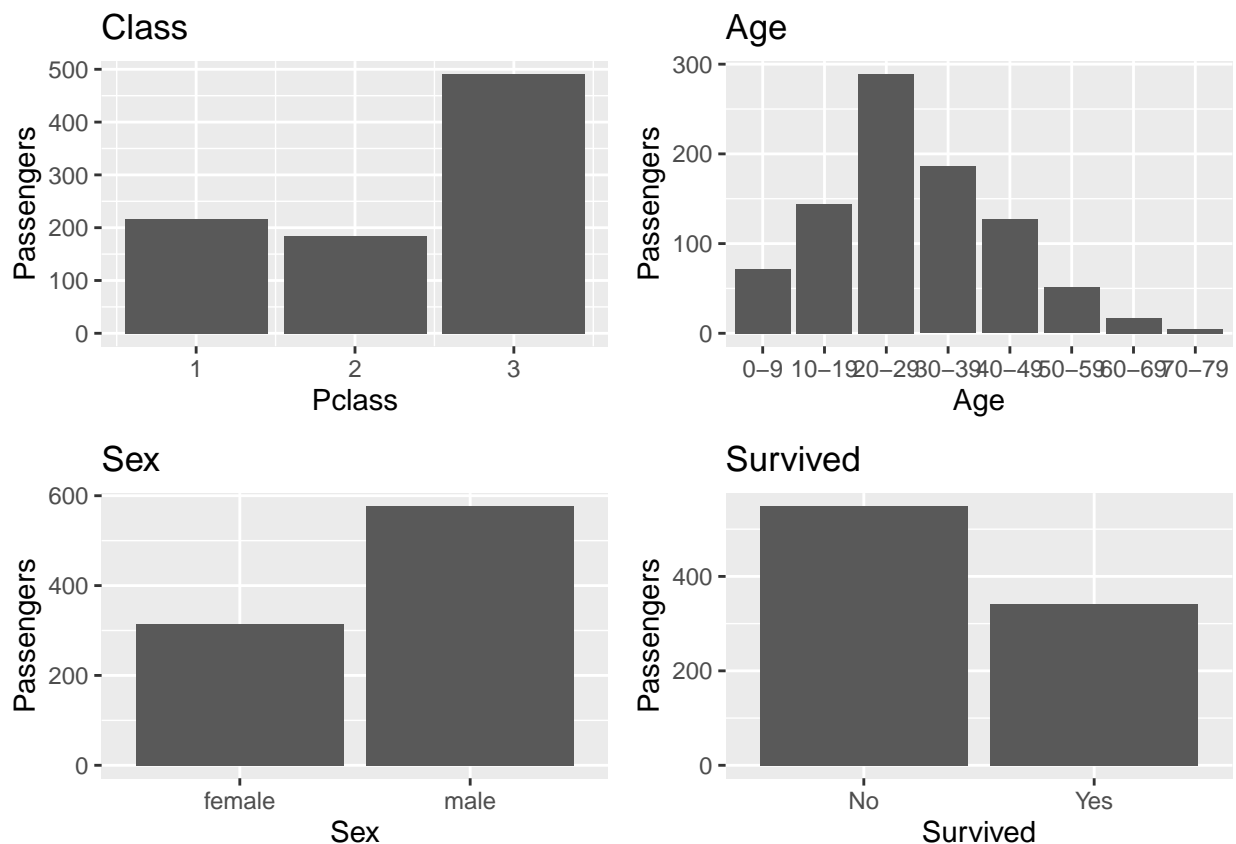 Class
500
400
300
200
100
0
Passengers
1 2 3
Pclass
Age
300
200
100
0
Passengers
0–9 10–19 20–29 30–39 40–49 50–59 60–69 70–79
Age
Sex
600
400
200
0
Passengers
female male
Sex
Survived
400
200
0
Passengers
No Yes
Survived